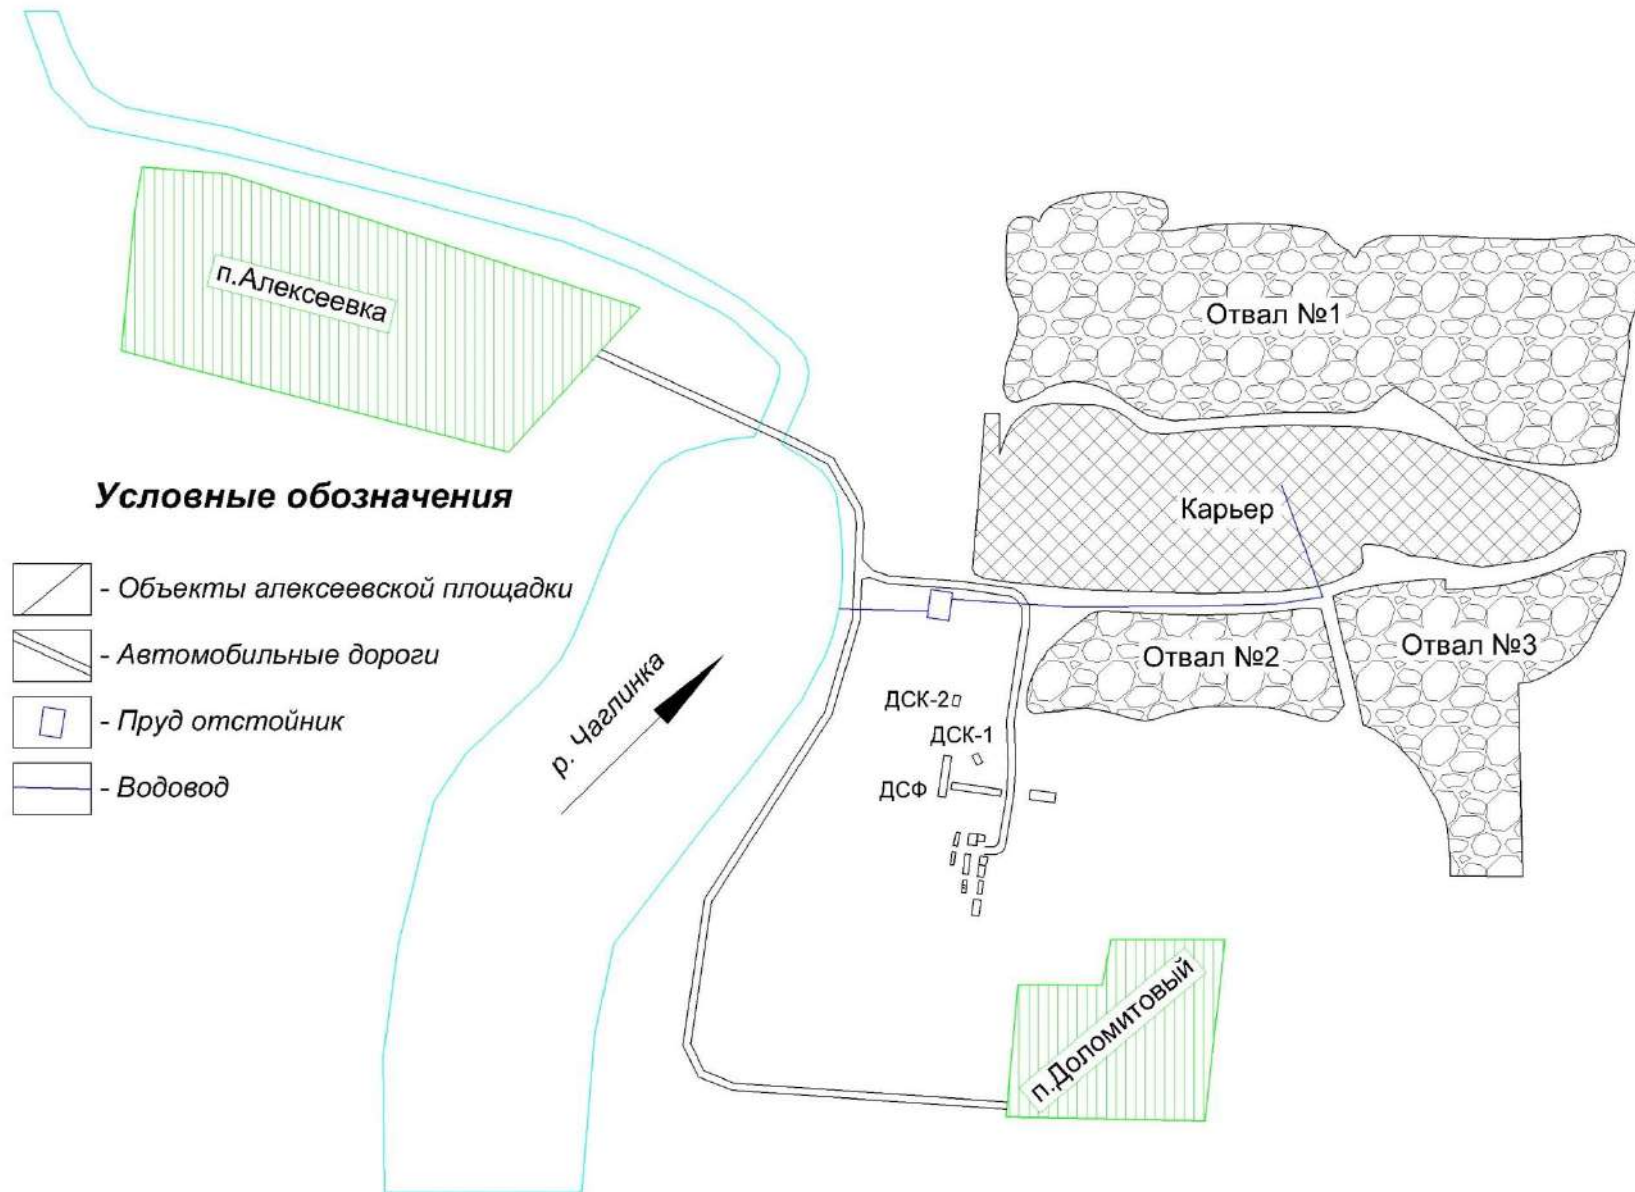 п.Алексеевка
Отвал №1
Карьер
Условные обозначения
- Объекты алексеевской площадки
- Автомобильные дороги
- Пруд отстойник
- Водовод
р. Чаглинка
Отвал №2
Отвал №3
ДСК-2
ДСК-1
ДСФ
п.Доломитовый